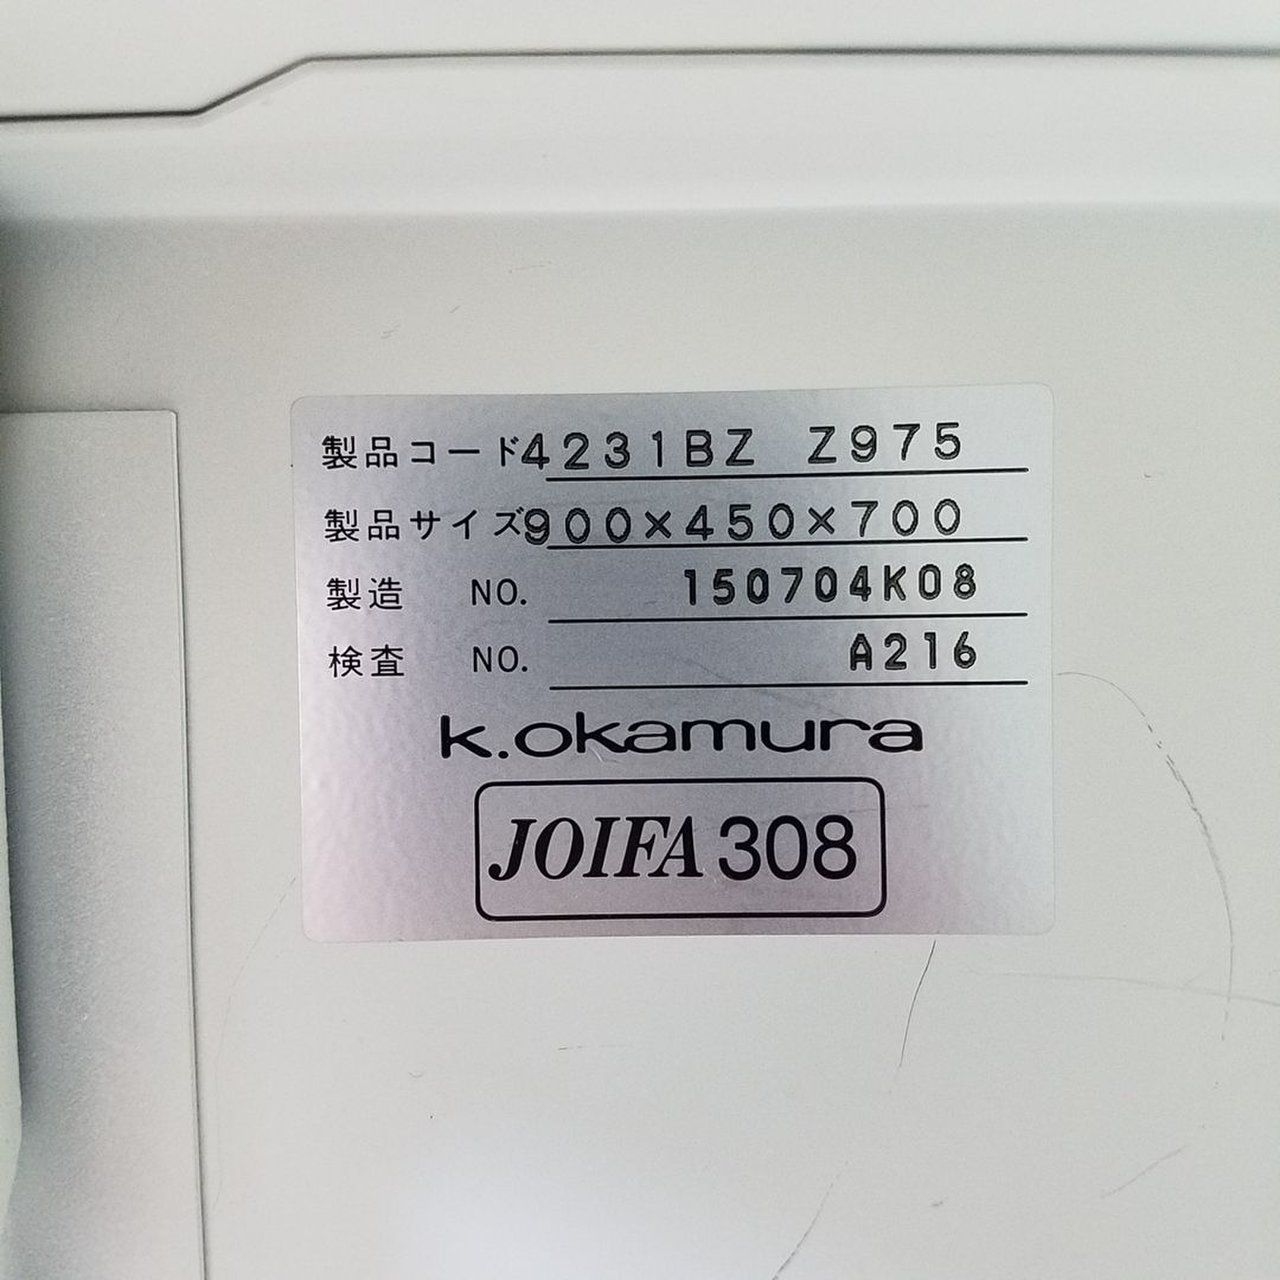 製品コード4231BZ Z975
製品サイズ900×450×700
製造 NO. 150704K08
検査 NO. A216
k.okamura
JOIFA 308